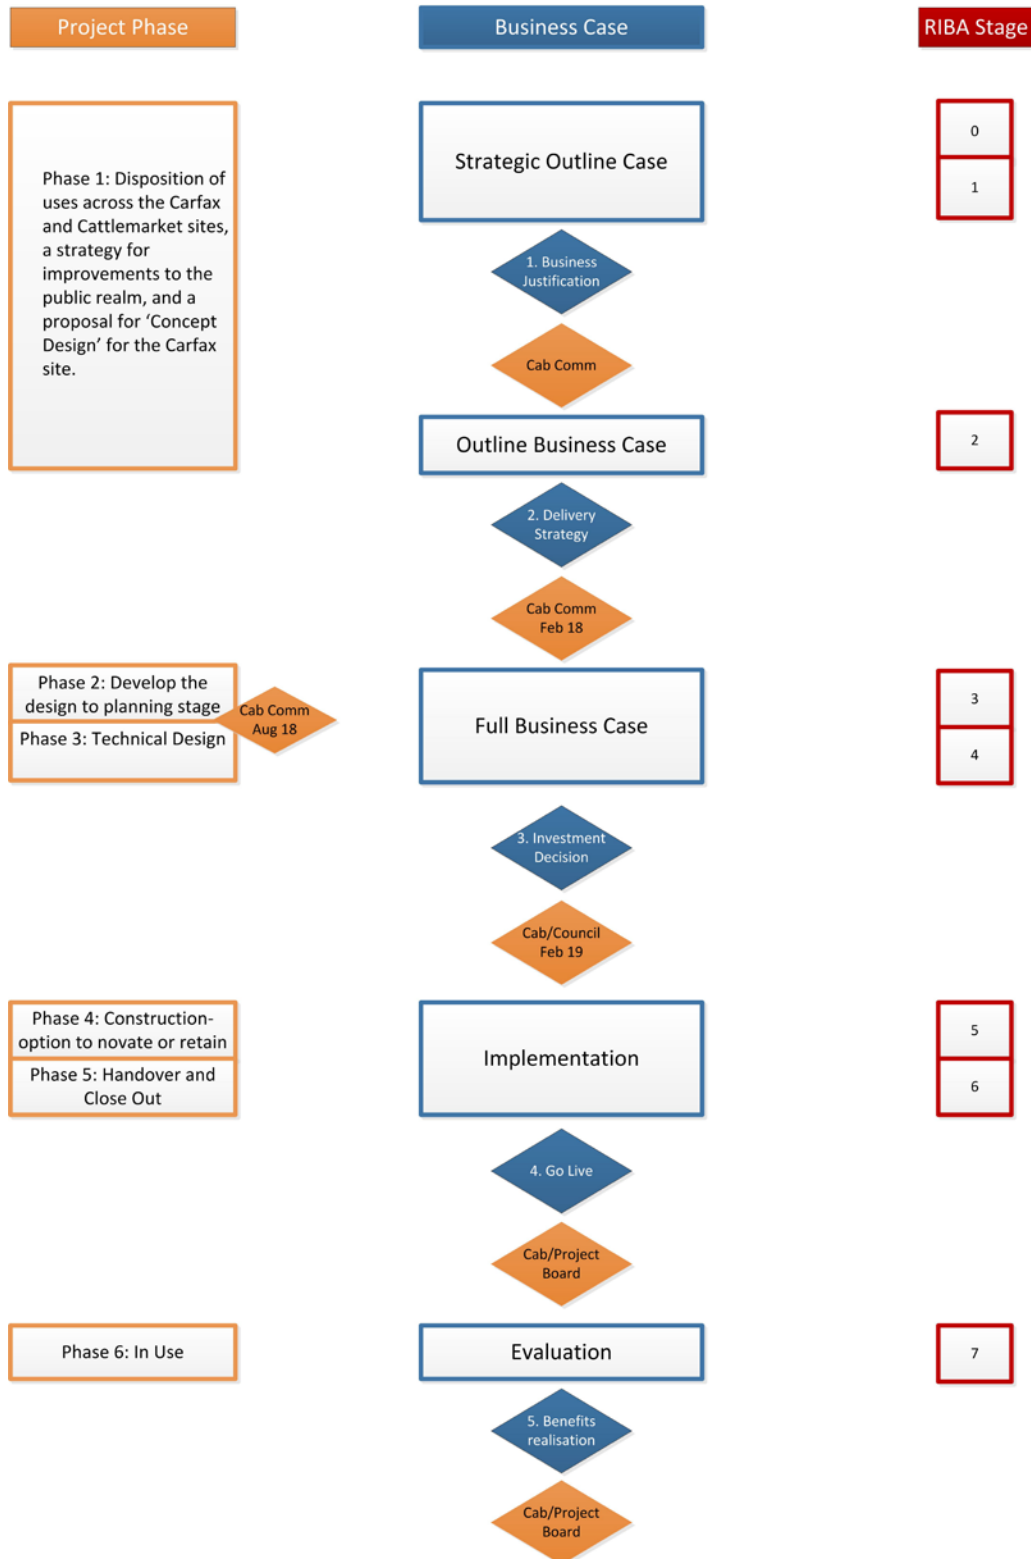 Project Phase
Business Case
RIBA Stage
Phase 1: Disposition of
uses across the Carfax
and Cattlemarket sites,
a strategy for
improvements to the
public realm, and a
proposal for ‘Concept
Design’ for the Carfax
site.
Strategic Outline Case
0
1
1. Business
Justification
Cab Comm
Outline Business Case
2
2. Delivery
Strategy
Cab Comm
Feb 18
Phase 2: Develop the
design to planning stage
Phase 3: Technical Design
Cab Comm
Aug 18
Full Business Case
3
4
3. Investment
Decision
Cab/Council
Feb 19
Phase 4: Construction-
option to novate or retain
Phase 5: Handover and
Close Out
Implementation
5
6
4. Go Live
Cab/Project
Board
Phase 6: In Use
Evaluation
7
5. Benefits
realisation
Cab/Project
Board